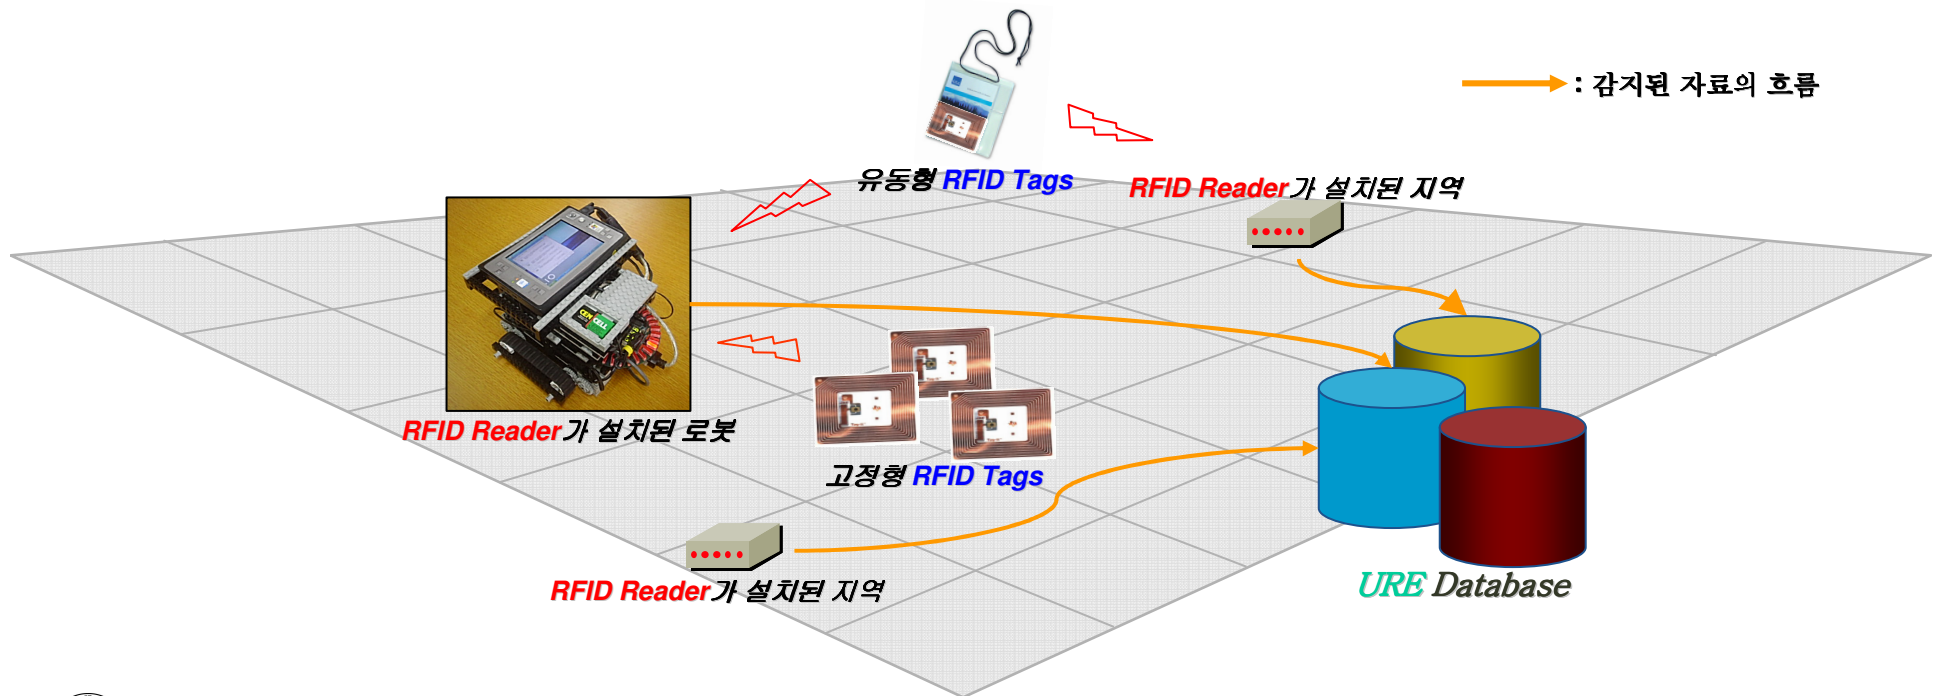 : 감지된 자료의 흐름
유동형 RFID Tags
RFID Reader가 설치된 지역
RFID Reader가 설치된 로봇
고정형 RFID Tags
RFID Reader가 설치된 지역
URE Database